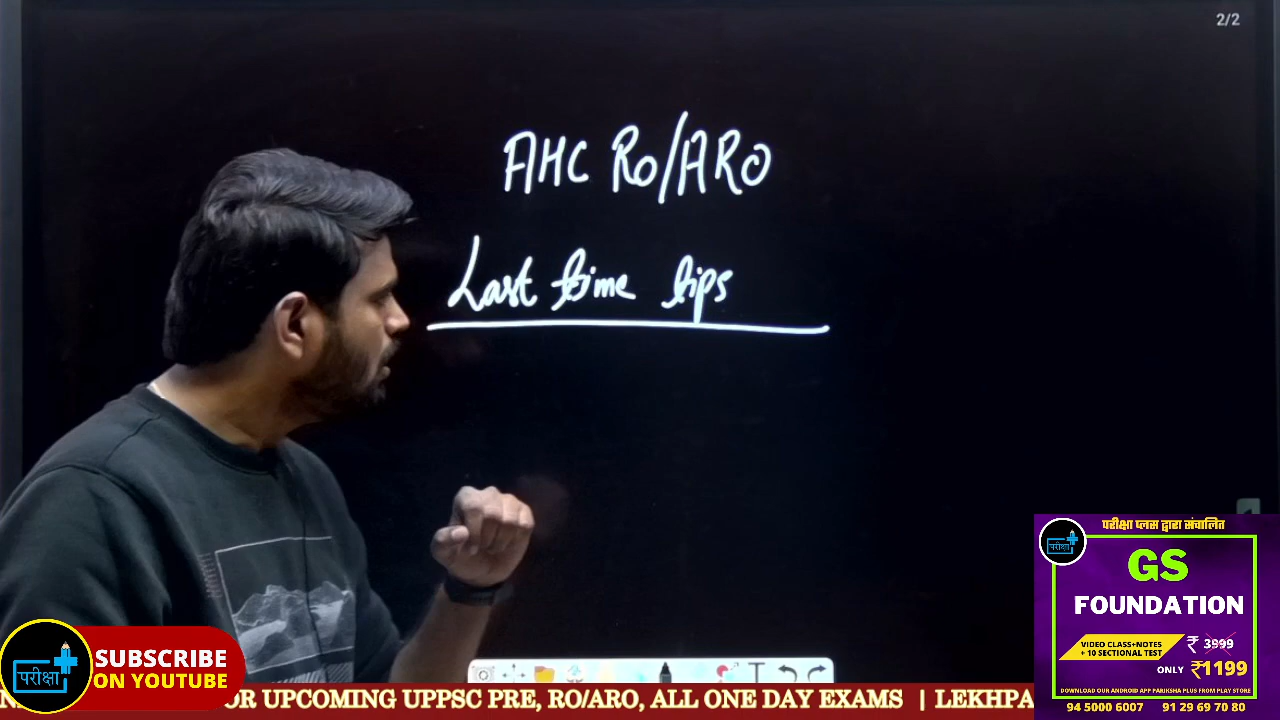 2/2
AHC RO/ARO
Last time tips
परीक्षा प्लस द्वारा संचालित
परीक्षा
GS
FOUNDATION
VIDEO CLASS+NOTES
+ 10 SECTIONAL TEST
₹ 3999
ONLY ₹1199
DOWNLOAD OUR ANDROID APP PARIKSHA PLUS FROM PLAY STORE
94 5000 6007 91 29 69 70 80
परीक्षा
SUBSCRIBE
ON YOUTUBE
OR UPCOMING UPPSC PRE, RO/ARO, ALL ONE DAY EXAMS | LEKHPA